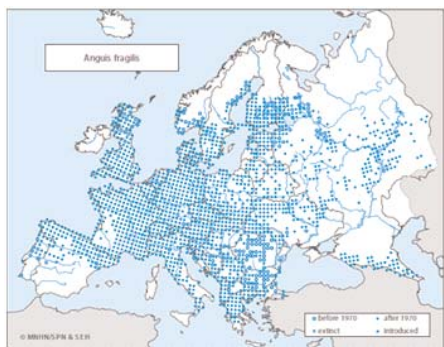 Anguis fragilis
before 1970
after 1970
extinct
introduced
© MNHN/SPN & SEH